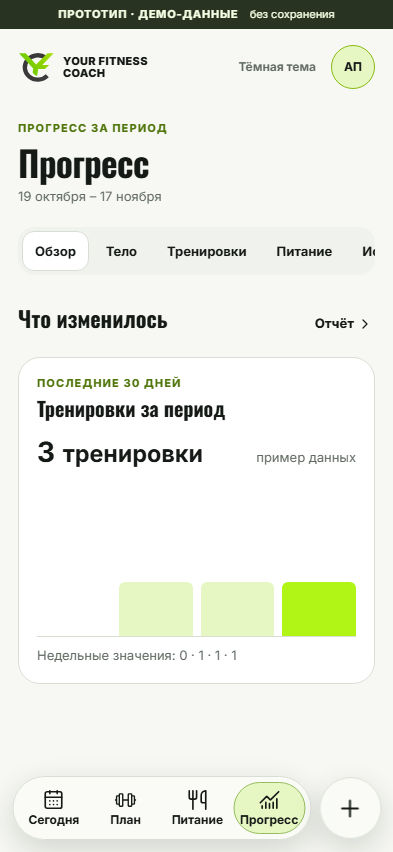 ПРОТОТИП · ДЕМО-ДАННЫЕ без сохранения
YOUR FITNESS
COACH
Тёмная тема
АП
ПРОГРЕСС ЗА ПЕРИОД
Прогресс
19 октября – 17 ноября
Обзор Тело Тренировки Питание Ис
Что изменилось
Отчёт
ПОСЛЕДНИЕ 30 ДНЕЙ
Тренировки за период
3 тренировки
пример данных
Недельные значения: 0 · 1 · 1 · 1
Сегодня План Питание Прогресс